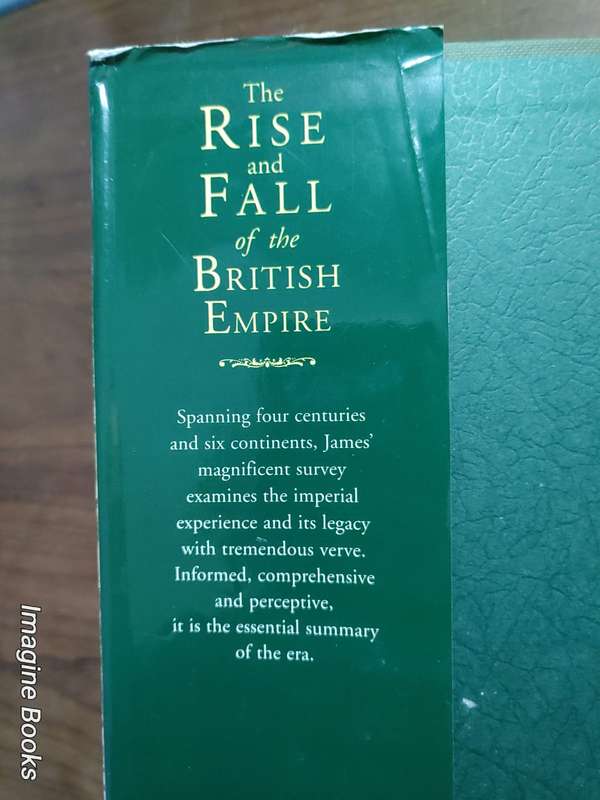 The
RISE
and
FALL
of the
BRITISH
EMPIRE
Spanning four centuries
and six continents, James'
magnificent survey
examines the imperial
experience and its legacy
with tremendous verve.
Informed, comprehensive
and perceptive,
it is the essential summary
of the era.
Imagine Books